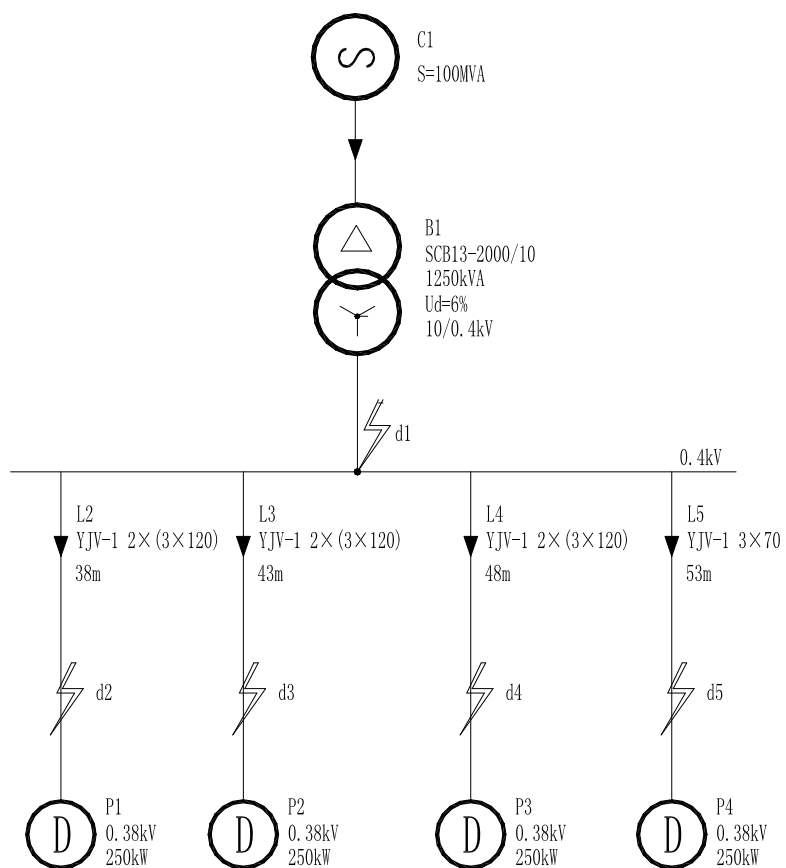 C1
S=100MVA
B1
SCB13-2000/10
1250kVA
Ud=6%
10/0.4kV
d1
0.4kV
L2
YJV-1 2×(3×120)
38m
L3
YJV-1 2×(3×120)
43m
L4
YJV-1 2×(3×120)
48m
L5
YJV-1 3×70
53m
d2
d3
d4
d5
D
P1
0.38kV
250kW
D
P2
0.38kV
250kW
D
P3
0.38kV
250kW
D
P4
0.38kV
250kW